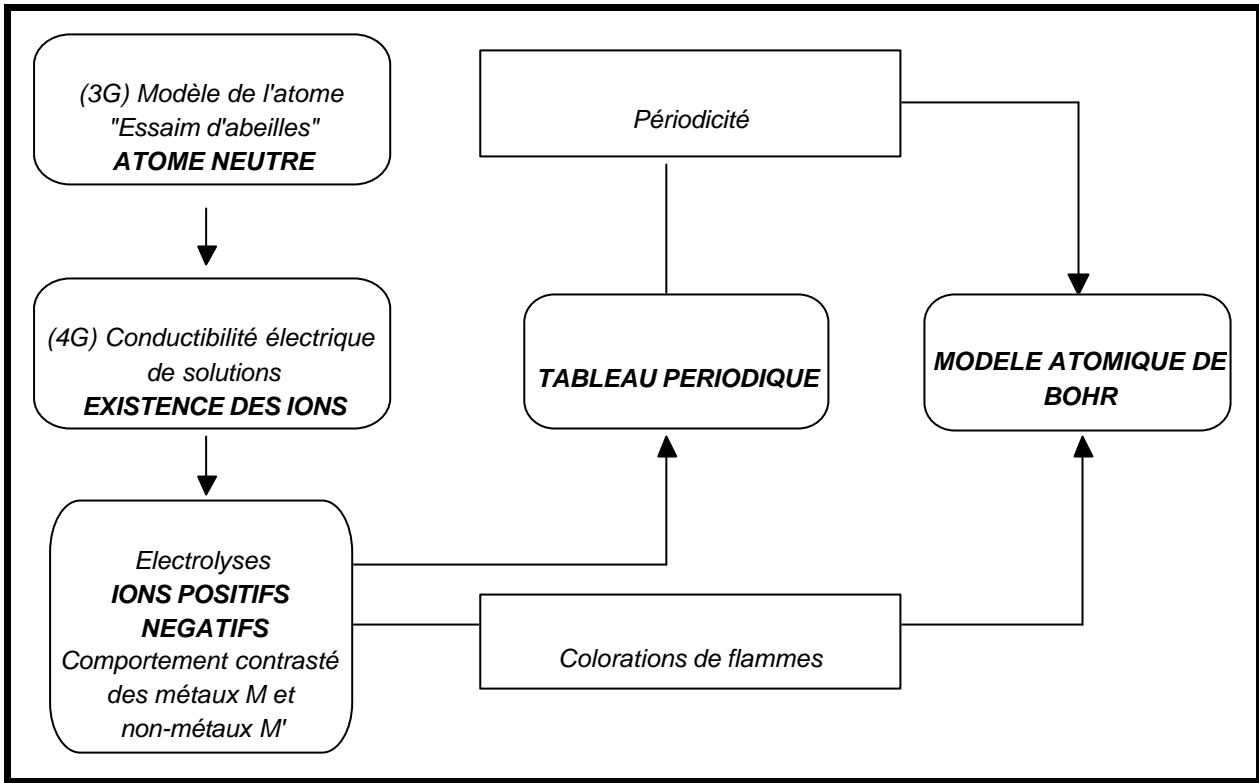 (3G) Modèle de l'atome
"Essaim d'abeilles"
ATOME NEUTRE
Périodicité
(4G) Conductibilité électrique
de solutions
EXISTENCE DES IONS
TABLEAU PERIODIQUE
MODELE ATOMIQUE DE
BOHR
Electrolyses
IONS POSITIFS
NEGATIFS
Comportement contrasté
des métaux M et
non-métaux M'
Colorations de flammes